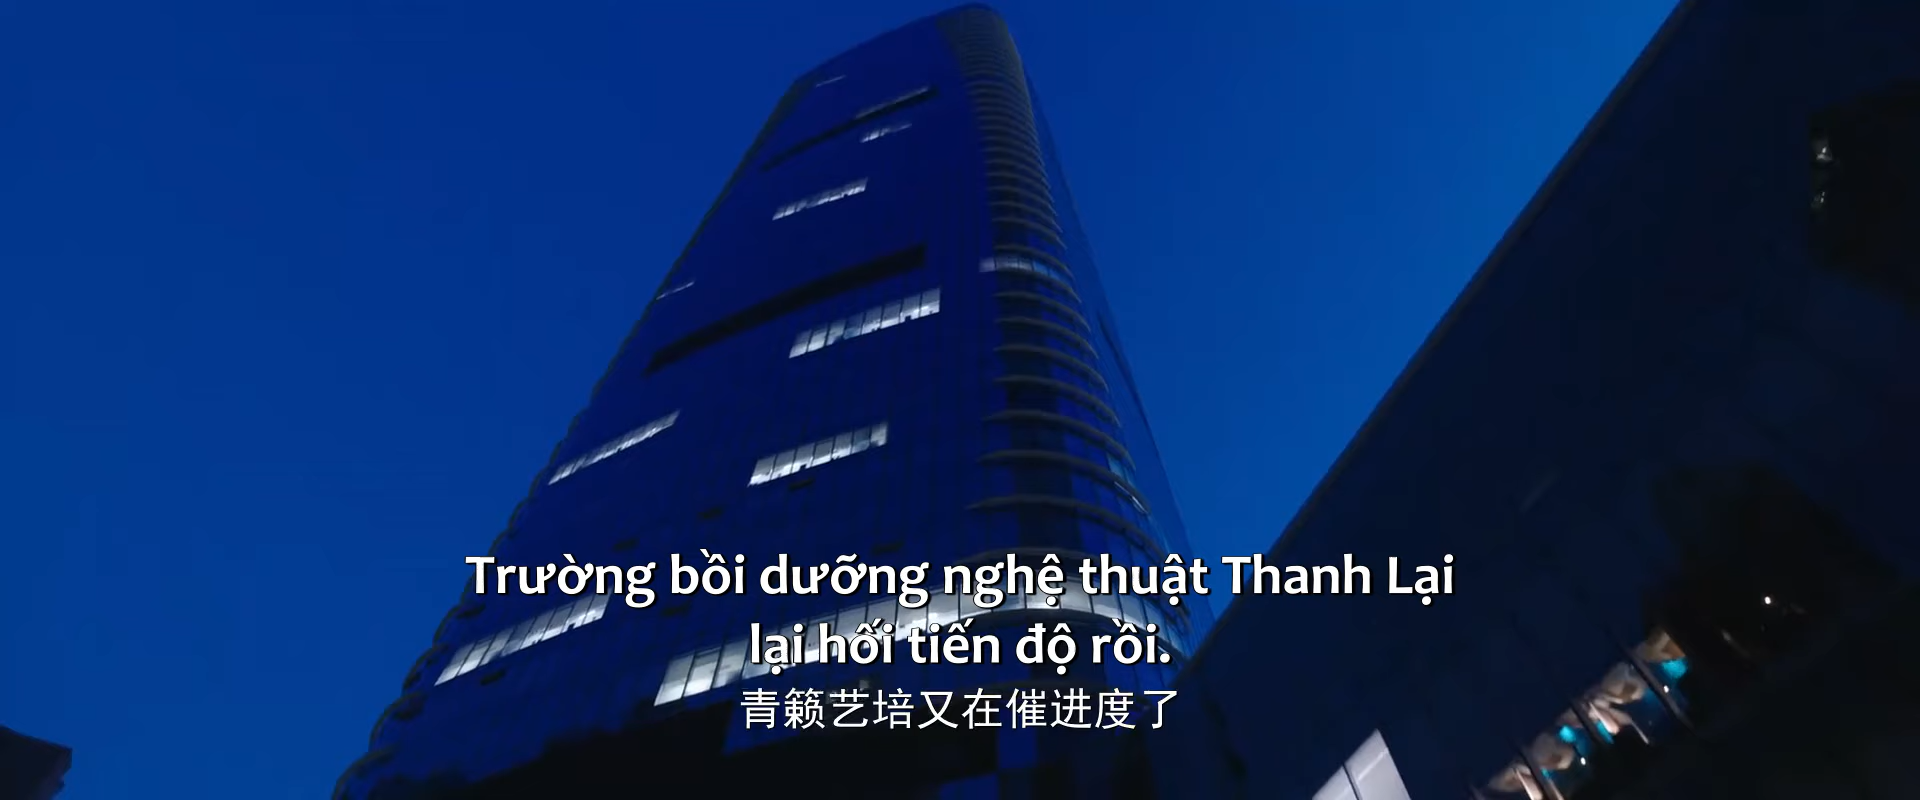 Trường bồi dưỡng nghệ thuật Thanh Lại
lại hối tiến độ rồi.
青籁艺培又在催进度了